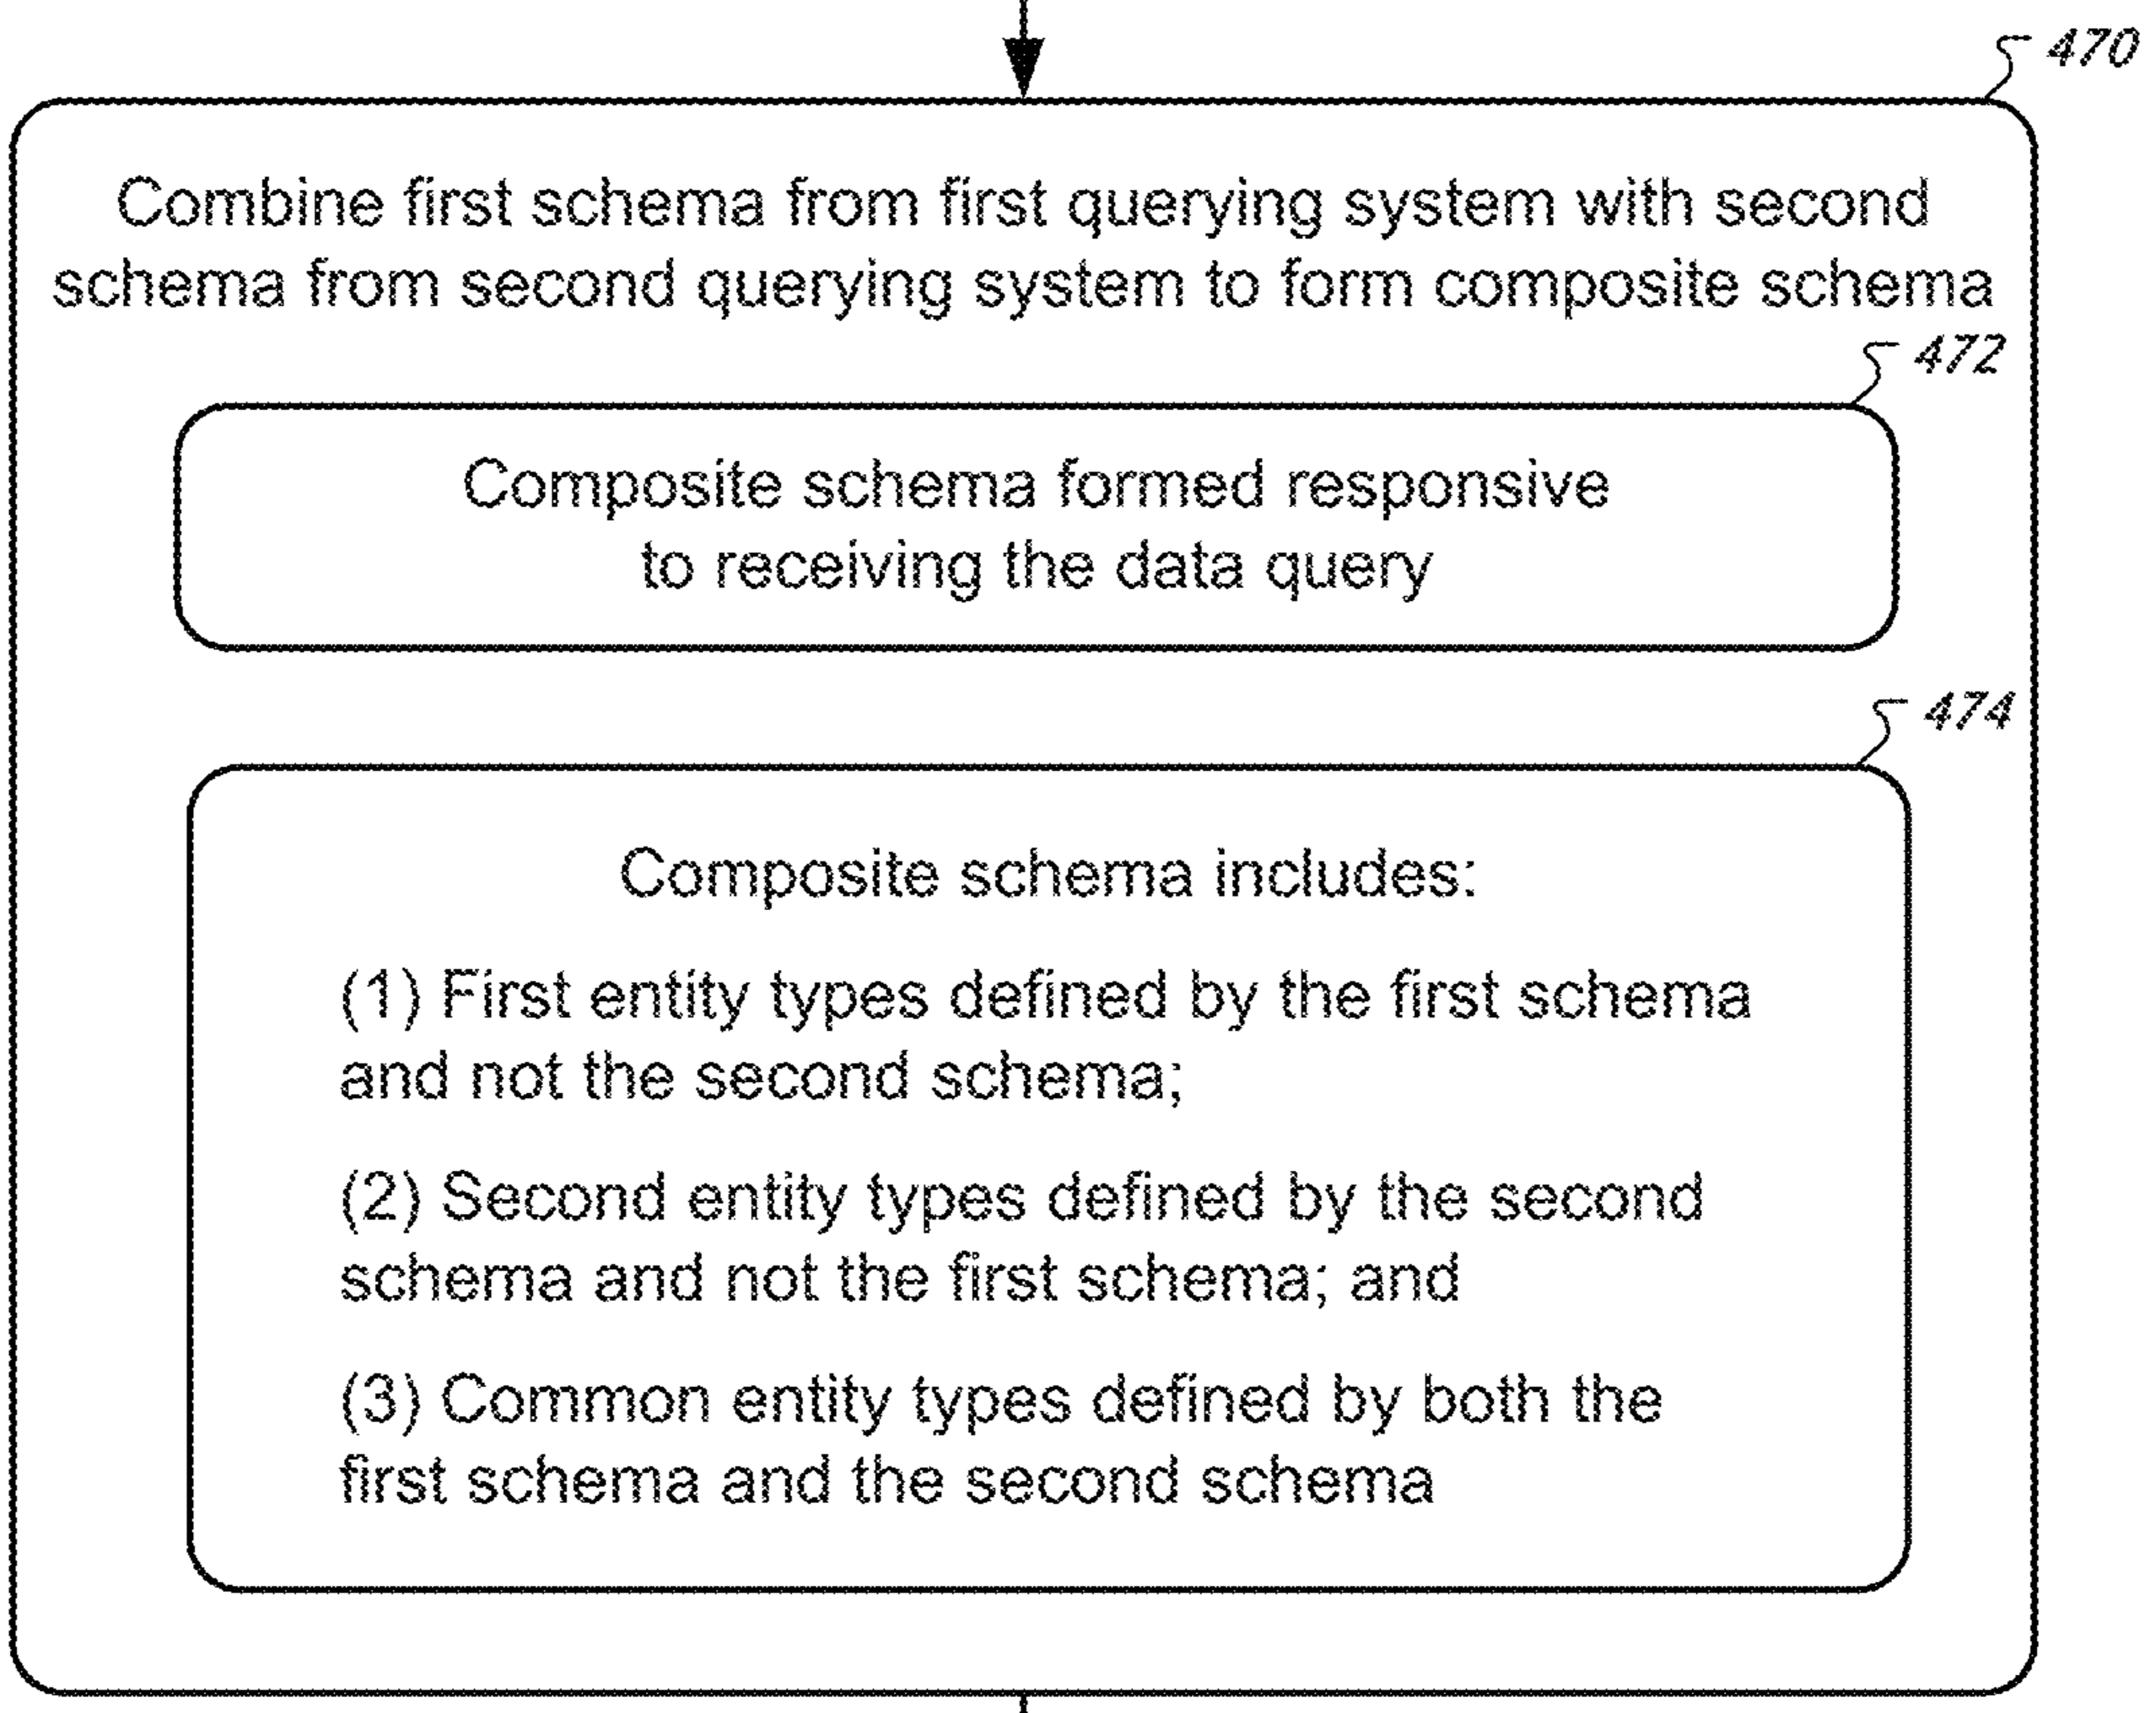 470
Combine first schema from first querying system with second
schema from second querying system to form composite schema
472
Composite schema formed responsive
to receiving the data query
474
Composite schema includes:
(1) First entity types defined by the first schema
and not the second schema;
(2) Second entity types defined by the second
schema and not the first schema; and
(3) Common entity types defined by both the
first schema and the second schema